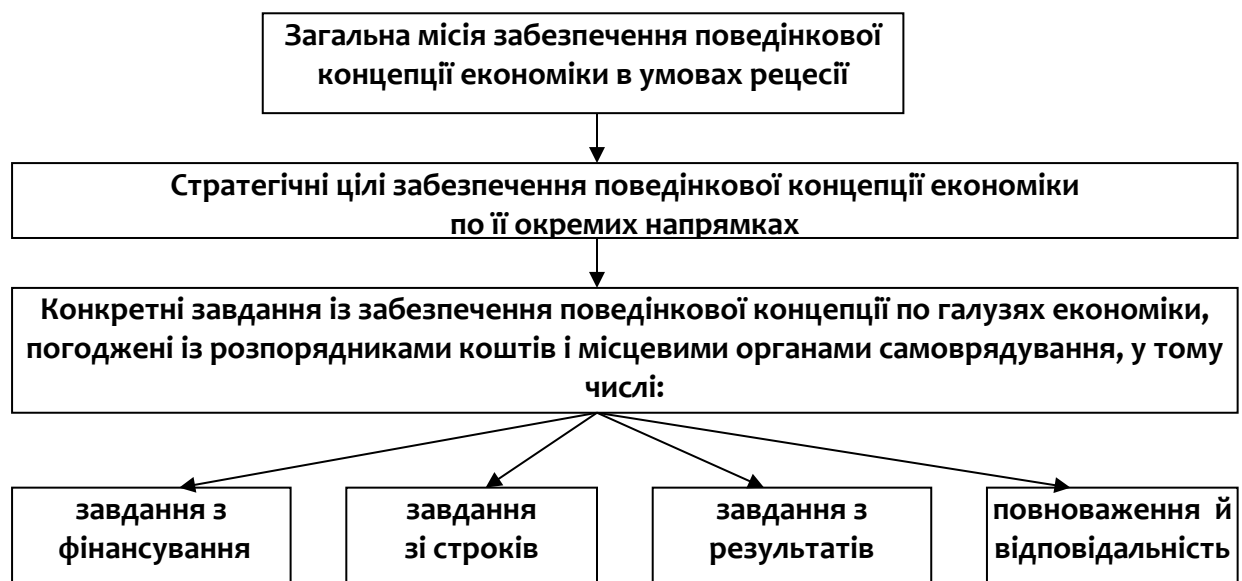 Загальна місія забезпечення поведінкової
концепції економіки в умовах рецесії
Стратегічні цілі забезпечення поведінкової концепції економіки
по її окремих напрямках
Конкретні завдання із забезпечення поведінкової концепції по галузях економіки,
погоджені із розпорядниками коштів і місцевими органами самоврядування, у тому
числі:
завдання з
фінансування
завдання
зі строків
завдання з
результатів
повноваження й
відповідальність